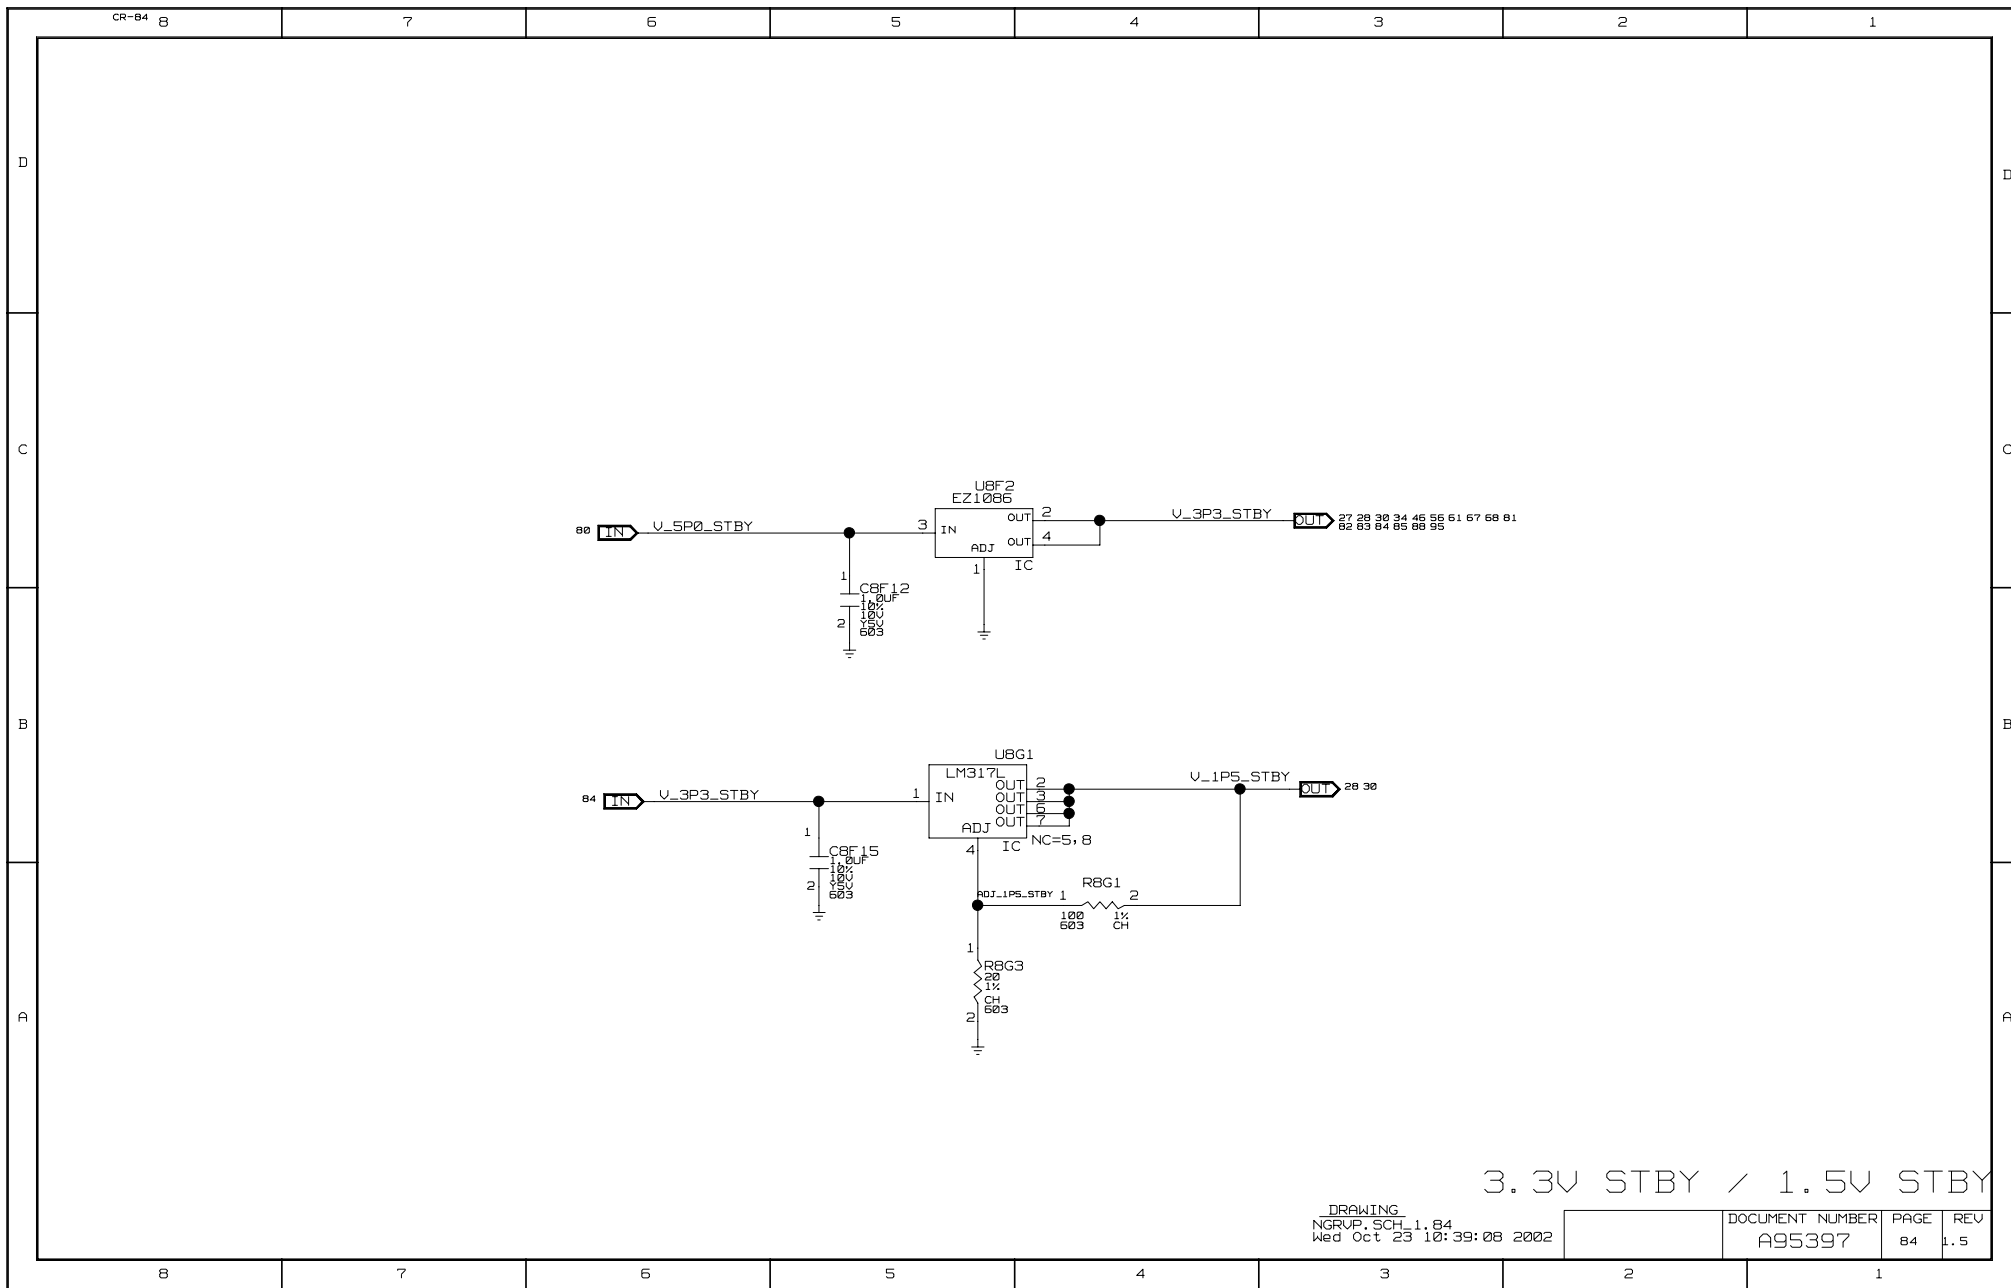 CR-84
8 7 6 5 4 3 2 1
D
D
C
C
U8F2
EZ1086
80 IN V_5P0_STBY
3 IN
OUT 2
OUT 4
ADJ
1
IC
V_3P3_STBY
OUT 27 28 30 34 46 56 61 67 68 81
82 83 84 85 88 95
1
C8F12
1.0UF
10%
10V
Y5V
603
2
B
B
U8G1
LM317L
84 IN V_3P3_STBY
1 IN
OUT 2
OUT 3
OUT 6
OUT 7
ADJ
4
IC
NC=5,8
V_1P5_STBY
OUT 28 30
1
C8F15
1.0UF
10%
10V
Y5V
603
2
R8G1
ADJ_1P5_STBY 1 2
100 1%
603 CH
1
R8G3
20
1%
CH
603
2
A
A
3.3V STBY / 1.5V STBY
DRAWING
NGRVP.SCH_1.84
Wed Oct 23 10:39:08 2002
DOCUMENT NUMBER PAGE REV
A95397 84 1.5
8 7 6 5 4 3 2 1